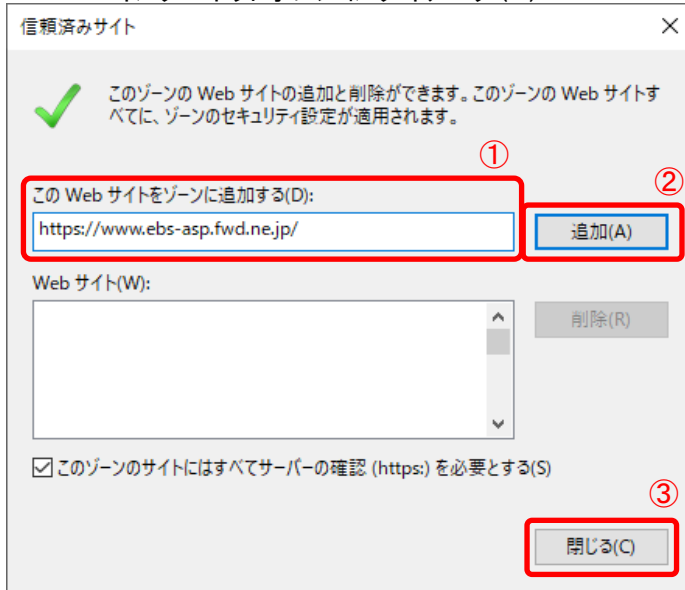 信頼済みサイト
このゾーンの Web サイトの追加と削除ができます。このゾーンの Web サイトす
べてに、ゾーンのセキュリティ設定が適用されます。
①
②
この Web サイトをゾーンに追加する(D):
https://www.ebs-asp.fwd.ne.jp/
追加(A)
Web サイト(W):
削除(R)
このゾーンのサイトにはすべてサーバーの確認 (https:) を必要とする(S)
③
閉じる(C)